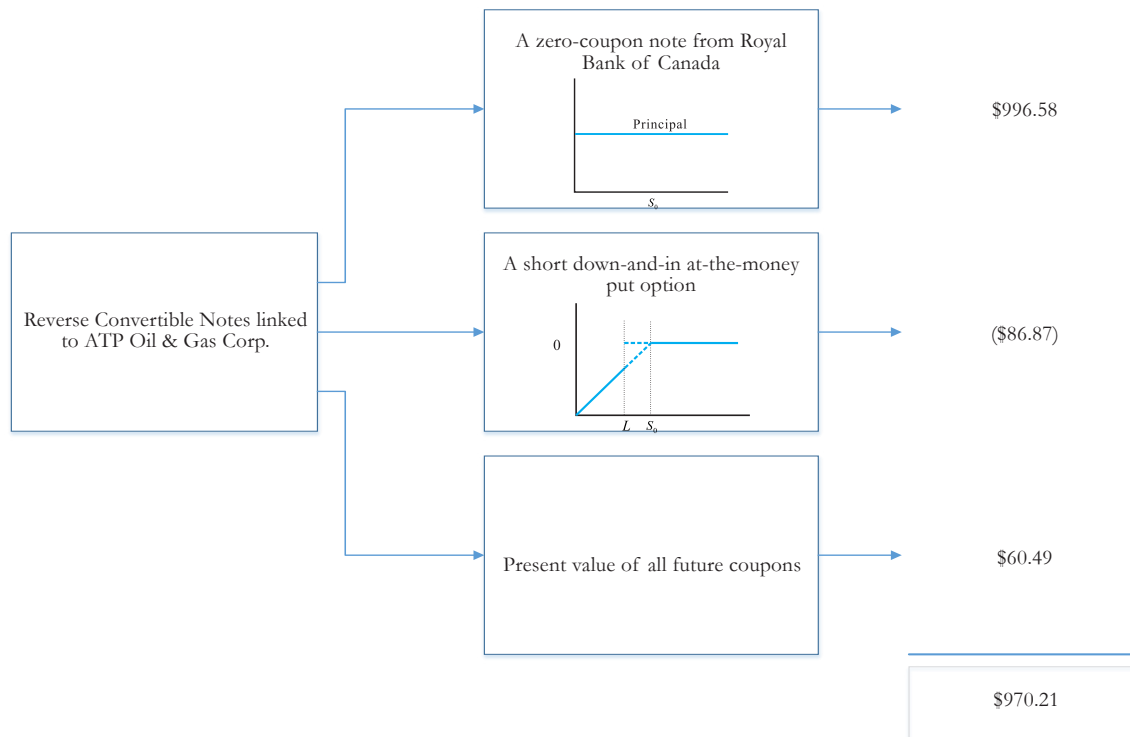 A zero-coupon note from Royal
Bank of Canada
Principal
S₀
$996.58
Reverse Convertible Notes linked
to ATP Oil & Gas Corp.
A short down-and-in at-the-money
put option
0
L S₀
($86.87)
Present value of all future coupons
$60.49
$970.21